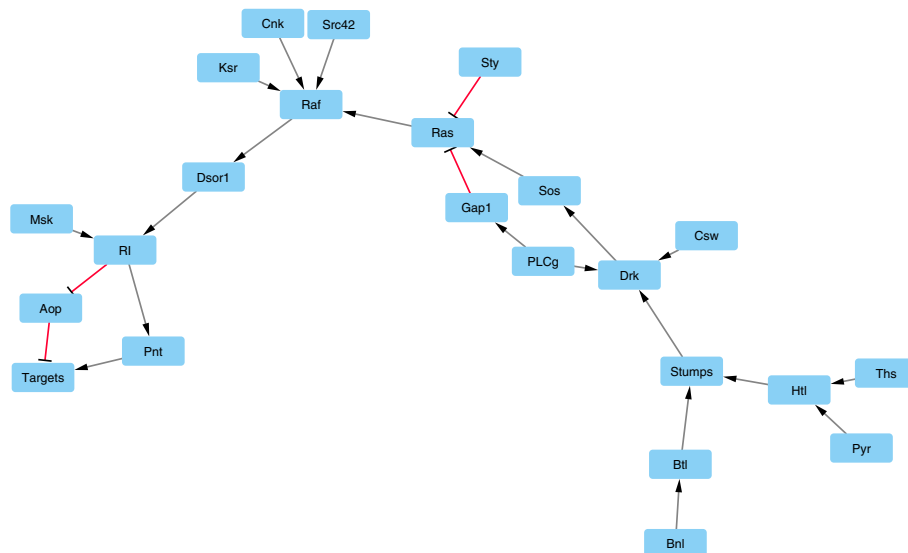 Cnk
Src42
Ksr
Sty
Raf
Ras
Dsor1
Sos
Gap1
Msk
Csw
Rl
PLCg
Drk
Aop
Pnt
Targets
Stumps
Ths
Htl
Pyr
Btl
Bnl